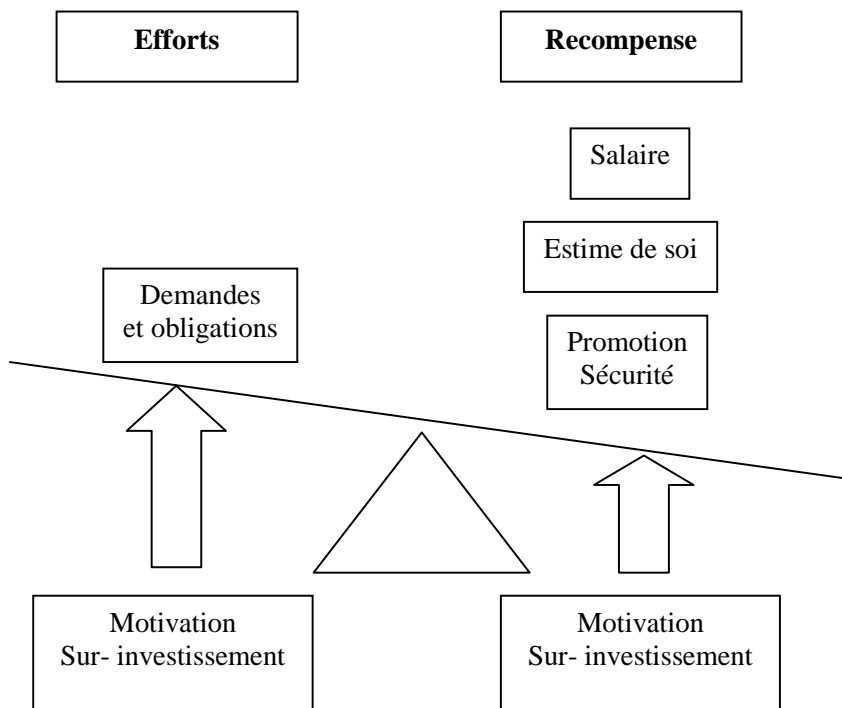 Efforts
Recompense
Salaire
Estime de soi
Demandes
et obligations
Promotion
Sécurité
Motivation
Sur- investissement
Motivation
Sur- investissement